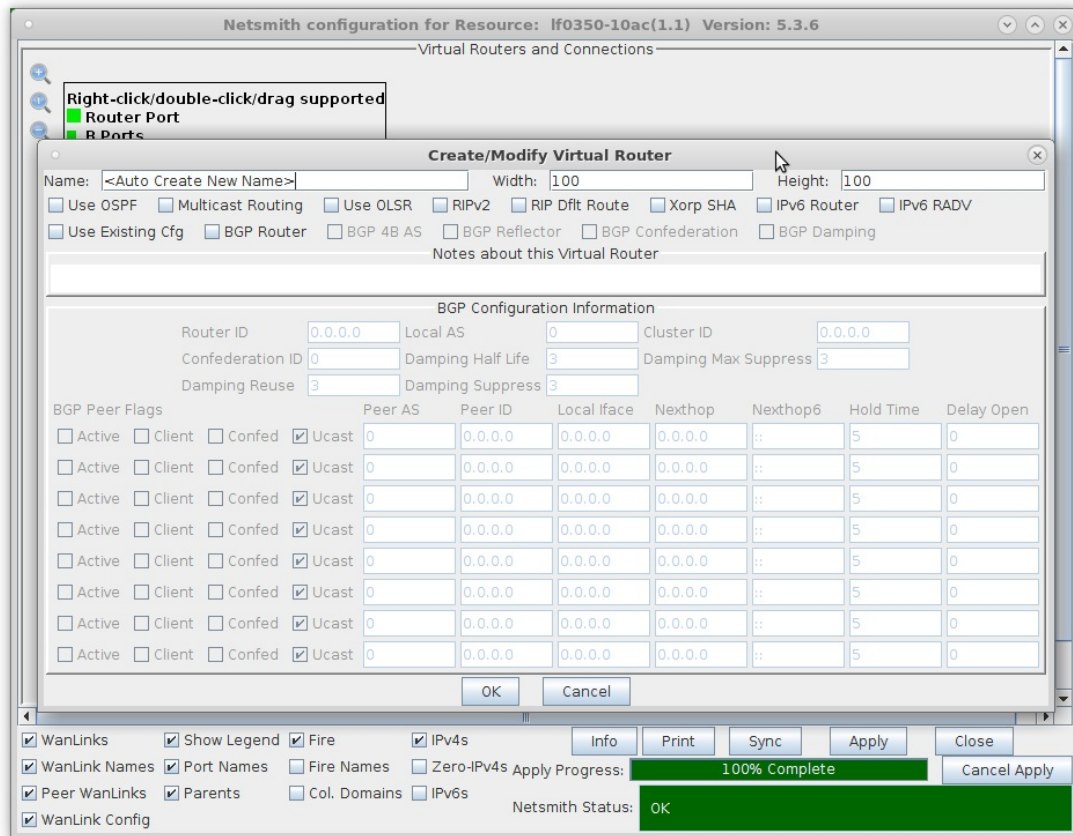 Netsmith configuration for Resource: lf0350-10ac(1.1) Version: 5.3.6
Virtual Routers and Connections
Right-click/double-click/drag supported
Router Port
R Ports
Create/Modify Virtual Router
Name: <Auto Create New Name> Width: 100 Height: 100
Use OSPF Multicast Routing Use OLSR RIPv2 RIP Dflt Route Xorp SHA IPv6 Router IPv6 RADV
Use Existing Cfg BGP Router BGP 4B AS BGP Reflector BGP Confederation BGP Damping
Notes about this Virtual Router
BGP Configuration Information
Router ID 0.0.0.0 Local AS 0 Cluster ID 0.0.0.0
Confederation ID 0 Damping Half Life 3 Damping Max Suppress 3
Damping Reuse 3 Damping Suppress 3
BGP Peer Flags Peer AS Peer ID Local Iface Nexthop Nexthop6 Hold Time Delay Open
Active Client Confed Ucast 0 0.0.0.0 0.0.0.0 0.0.0.0 :: 5 0
Active Client Confed Ucast 0 0.0.0.0 0.0.0.0 0.0.0.0 :: 5 0
Active Client Confed Ucast 0 0.0.0.0 0.0.0.0 0.0.0.0 :: 5 0
Active Client Confed Ucast 0 0.0.0.0 0.0.0.0 0.0.0.0 :: 5 0
Active Client Confed Ucast 0 0.0.0.0 0.0.0.0 0.0.0.0 :: 5 0
Active Client Confed Ucast 0 0.0.0.0 0.0.0.0 0.0.0.0 :: 5 0
Active Client Confed Ucast 0 0.0.0.0 0.0.0.0 0.0.0.0 :: 5 0
Active Client Confed Ucast 0 0.0.0.0 0.0.0.0 0.0.0.0 :: 5 0
OK Cancel
WanLinks Show Legend Fire IPv4s Info Print Sync Apply Close
WanLink Names Port Names Fire Names Zero-IPv4s Apply Progress: 100% Complete Cancel Apply
Peer WanLinks Parents Col. Domains IPv6s Netsmith Status: OK
WanLink Config